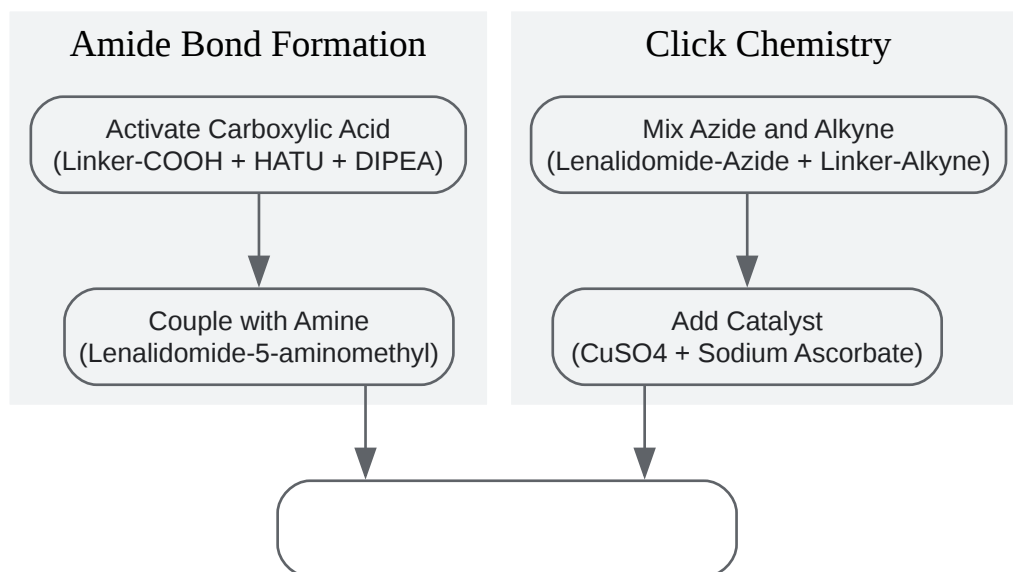 Amide Bond Formation
Activate Carboxylic Acid
(Linker-COOH + HATU + DIPEA)
Couple with Amine
(Lenalidomide-5-aminomethyl)
Click Chemistry
Mix Azide and Alkyne
(Lenalidomide-Azide + Linker-Alkyne)
Add Catalyst
(CuSO4 + Sodium Ascorbate)